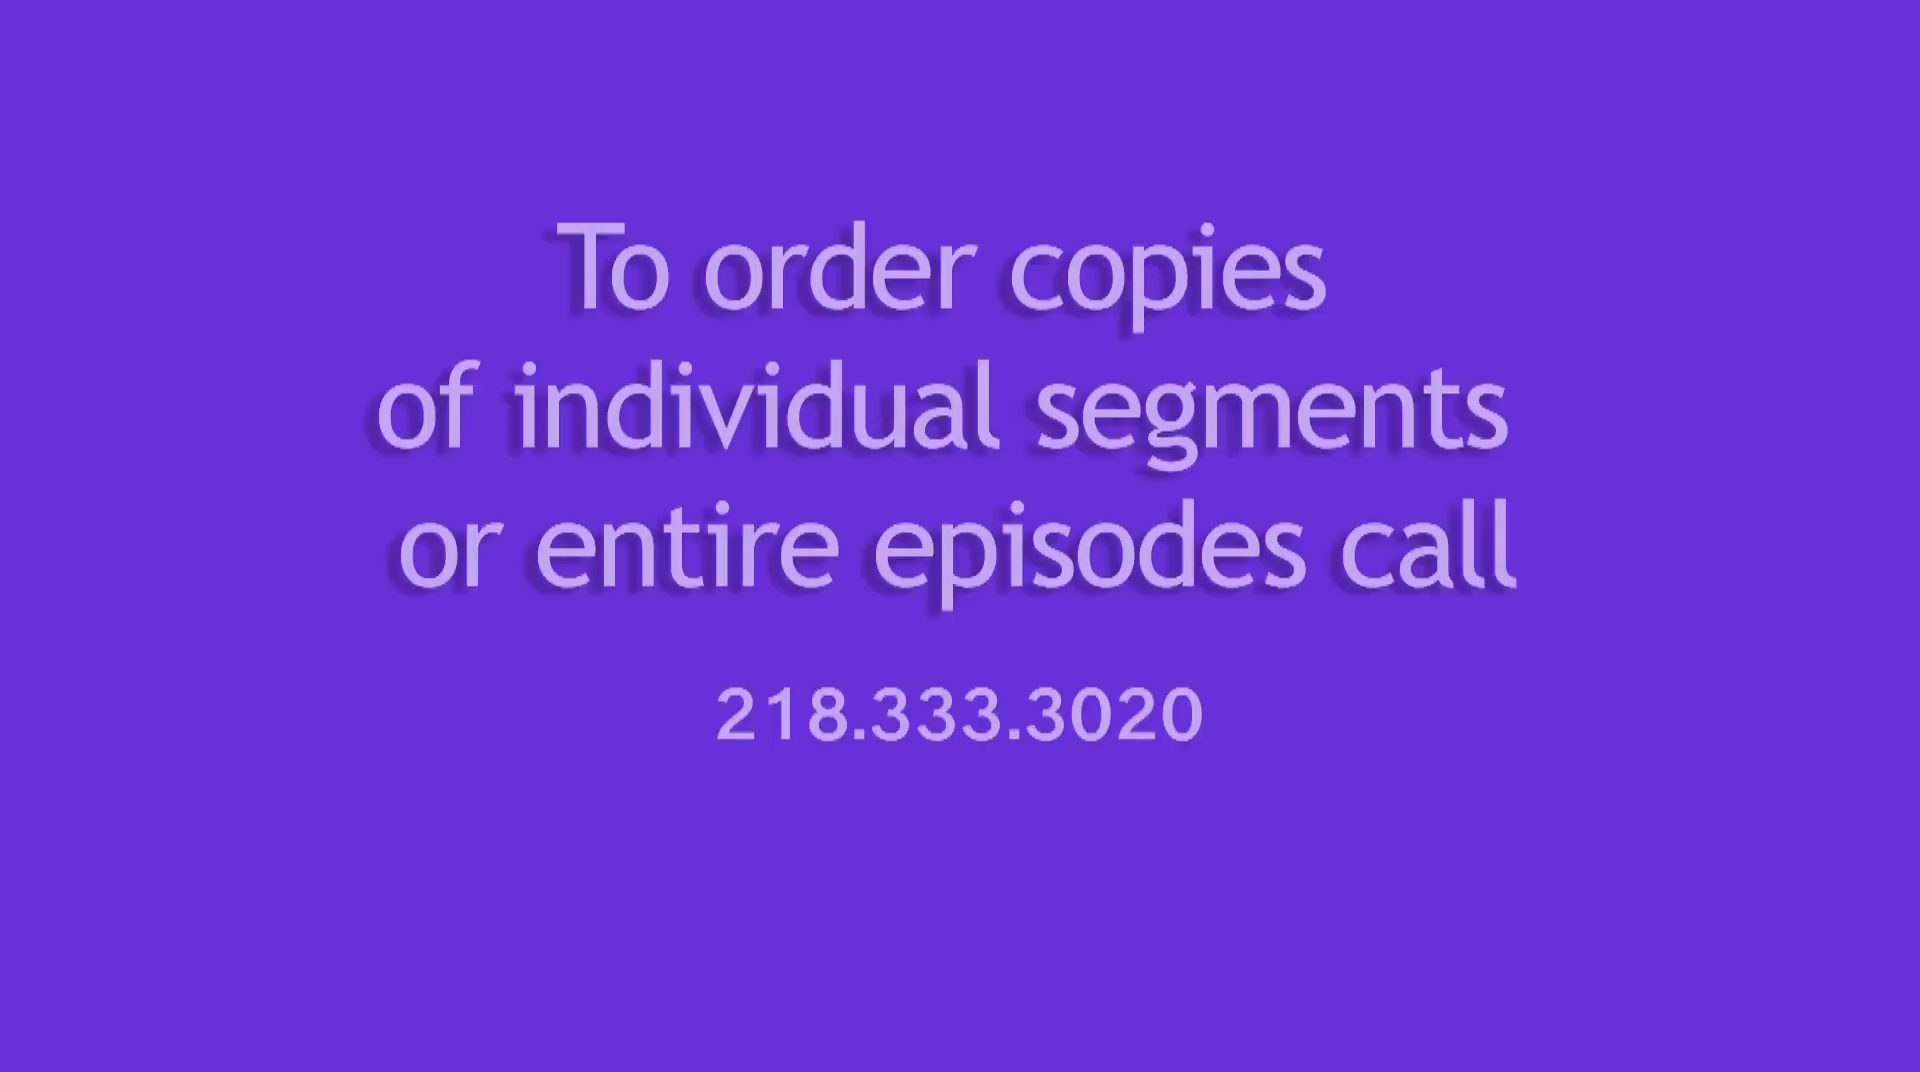 To order copies
of individual segments
or entire episodes call
218.333.3020